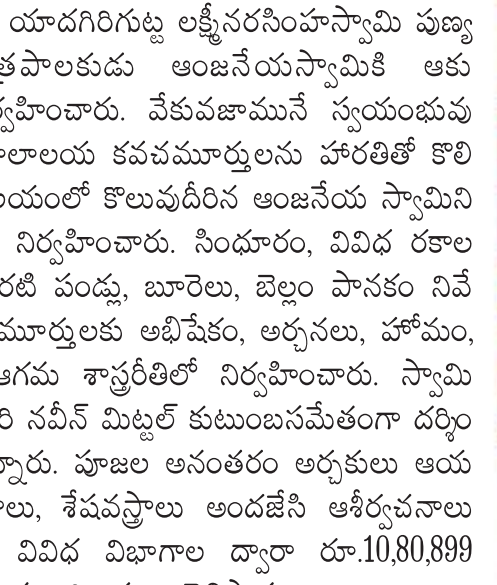 యాదగిరిగుట్ట లక్ష్మీనరసింహస్వామి పుణ్య
త్రపాలకుడు ఆంజనేయస్వామికి ఆకు
ర్వహించారు. వేకువజామునే స్వయంభువు
లాలయ కవచమూర్తులను హారతితో కొలి
లయంలో కొలువుదీరిన ఆంజనేయ స్వామిని
నిర్వహించారు. సింధూరం, వివిధ రకాల
రటి పండ్లు, బూరెలు, బెల్లం పానకం నివే
మూర్తులకు అభిషేకం, అర్చనలు, హోమం,
ఆగమ శాస్త్రరీతిలో నిర్వహించారు. స్వామి
రి నవీన్ మిట్టల్ కుటుంబసమేతంగా దర్శిం
న్నారు. పూజల అనంతరం అర్చకులు ఆయ
లు, శేషవస్త్రాలు అందజేసి ఆశీర్వచనాలు
వివిధ విభాగాల ద్వారా రూ.10,80,899